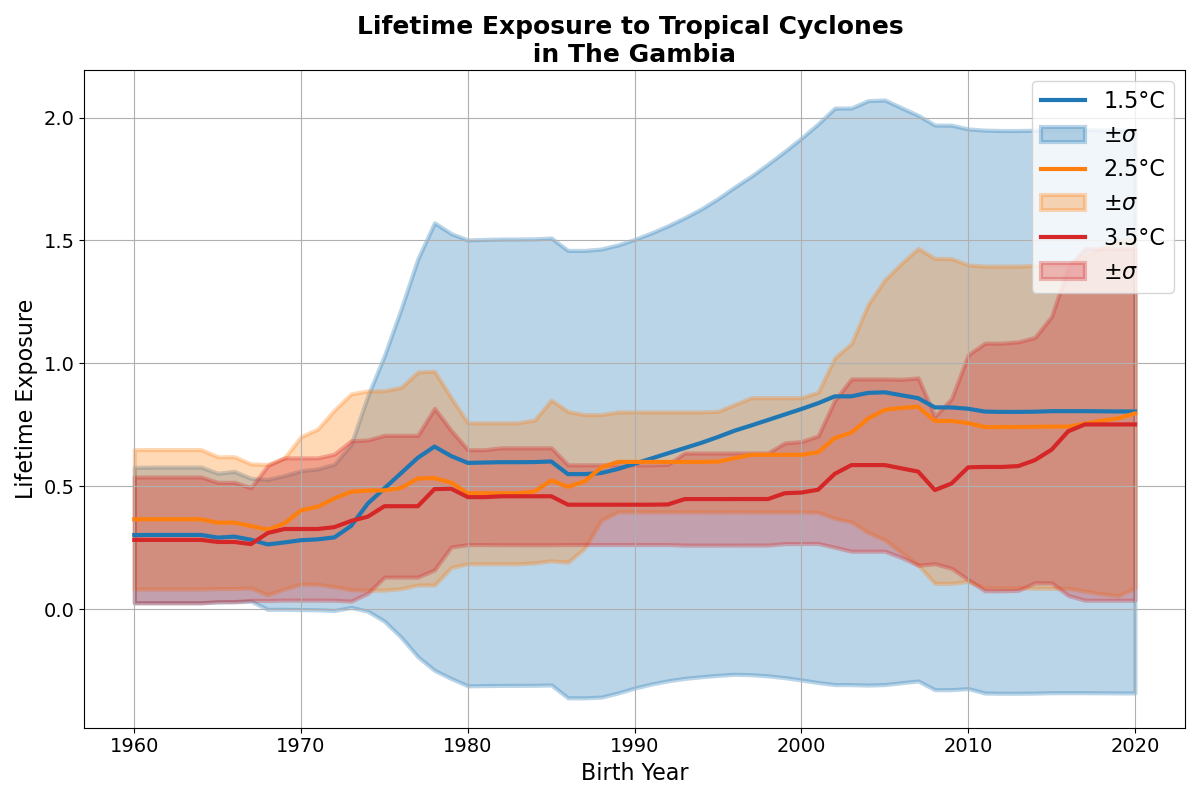 Lifetime Exposure to Tropical Cyclones
in The Gambia
Lifetime Exposure
2.0
1.5
1.0
0.5
0.0
1.5°C
±σ
2.5°C
±σ
3.5°C
±σ
1960 1970 1980 1990 2000 2010 2020
Birth Year